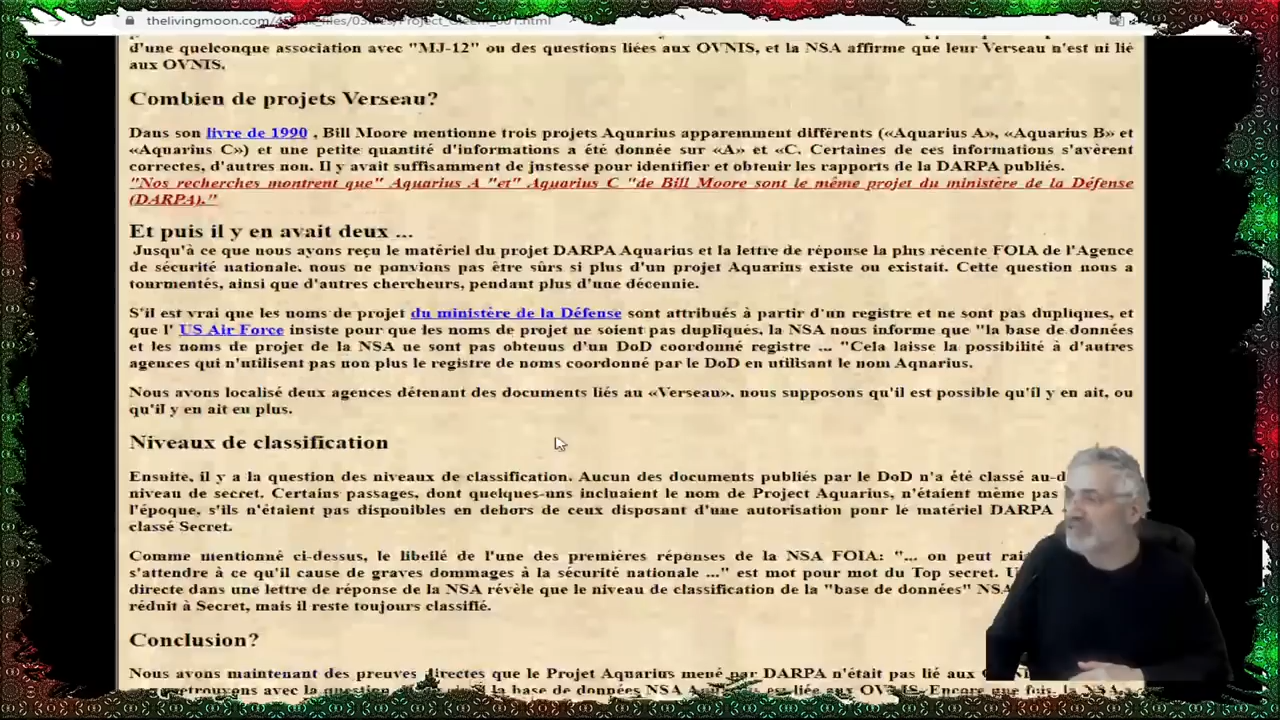 thelivingmoon.com/
d'une quelconque association avec "MJ-12" ou des questions liées aux OVNIS, et la NSA affirme que leur Verseau n'est ni lié
aux OVNIS.
Combien de projets Verseau?
Dans son livre de 1990 , Bill Moore mentionne trois projets Aquarius apparemment différents («Aquarius A», «Aquarius B» et
«Aquarius C») et une petite quantité d'informations a été donnée sur «A» et «C. Certaines de ces informations s'avèrent
correctes, d'autres non. Il y avait suffisamment de justesse pour identifier et obtenir les rapports de la DARPA publiés.
"Nos recherches montrent que" Aquarius A "et" Aquarius C "de Bill Moore sont le même projet du ministère de la Défense
(DARPA)."
Et puis il y en avait deux ...
Jusqu'à ce que nous ayons reçu le matériel du projet DARPA Aquarius et la lettre de réponse la plus récente FOIA de l'Agence
de sécurité nationale, nous ne pouvions pas être sûrs si plus d'un projet Aquarius existe ou existait. Cette question nous a
tourmentés, ainsi que d'autres chercheurs, pendant plus d'une décennie.
S'il est vrai que les noms de projet du ministère de la Défense sont attribués à partir d'un registre et ne sont pas dupliques, et
que l' US Air Force insiste pour que les noms de projet ne soient pas dupliqués, la NSA nous informe que "la base de données
et les noms de projet de la NSA ne sont pas obtenus d'un DoD coordonné registre ... "Cela laisse la possibilité à d'autres
agences qui n'utilisent pas non plus le registre de noms coordonné par le DoD en utilisant le nom Aquarius.
Nous avons localisé deux agences détenant des documents liés au «Verseau». nous supposons qu'il est possible qu'il y en ait, ou
qu'il y en ait eu plus.
Niveaux de classification
Ensuite, il y a la question des niveaux de classification. Aucun des documents publiés par le DoD n'a été classé au-d
niveau de secret. Certains passages, dont quelques-uns incluaient le nom de Project Aquarius, n'étaient même pas
l'époque, s'ils n'étaient pas disponibles en dehors de ceux disposant d'une autorisation pour le matériel DARPA
classé Secret.
Comme mentionné ci-dessus, le libellé de l'une des premières réponses de la NSA FOIA: "... on peut rai
s'attendre à ce qu'il cause de graves dommages à la sécurité nationale ..." est mot pour mot du Top secret. U
directe dans une lettre de réponse de la NSA révèle que le niveau de classification de la "base de données" NSA
réduit à Secret, mais il reste toujours classifié.
Conclusion?
Nous avons maintenant des preuves directes que le Projet Aquarius mené par DARPA n'était pas lié aux
la base de données NSA